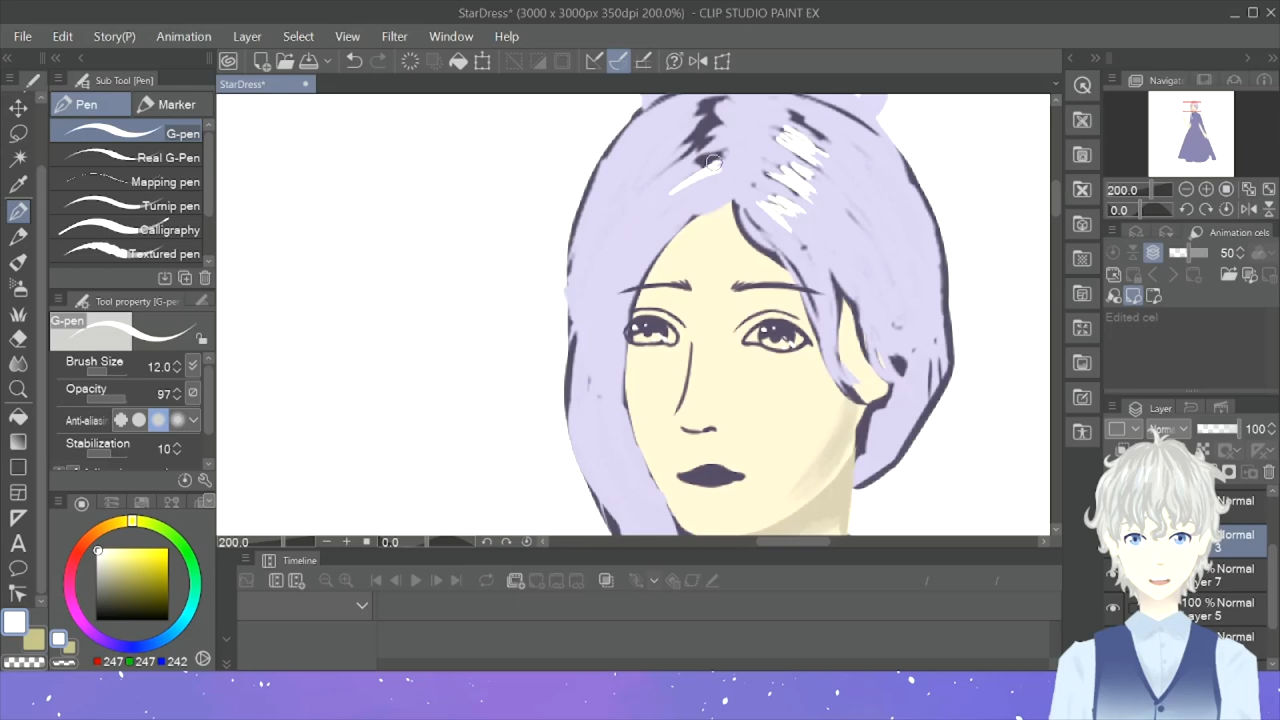 StarDress* (3000 x 3000px 350dpi 200.0%) - CLIP STUDIO PAINT EX
File Edit Story(P) Animation Layer Select View Filter Window Help
Sub Tool [Pen]
StarDress*
Pen Marker
G-pen
Real G-Pen
Mapping pen
Turnip pen
Calligraphy
Textured pen
Tool property [G-pe
G-pen
Brush Size 12.0
Opacity 97
Anti-aliasi
Stabilization 10
247 247 242
200.0 0.0
Timeline
Navigat
200.0
0.0
Animation cels
50
Edited cel
Layer
100
Normal
Normal
3
Normal
7
100 % Normal
ayer 5
Normal